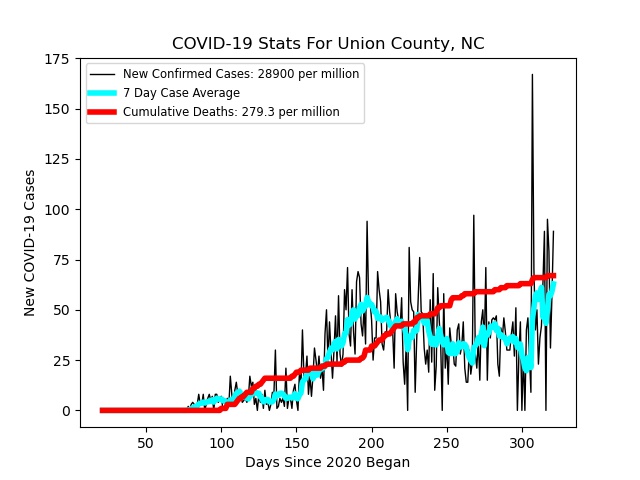 COVID-19 Stats For Union County, NC
New Confirmed Cases: 28900 per million
7 Day Case Average
Cumulative Deaths: 279.3 per million
New COVID-19 Cases
175
150
125
100
75
50
25
0
50 100 150 200 250 300
Days Since 2020 Began